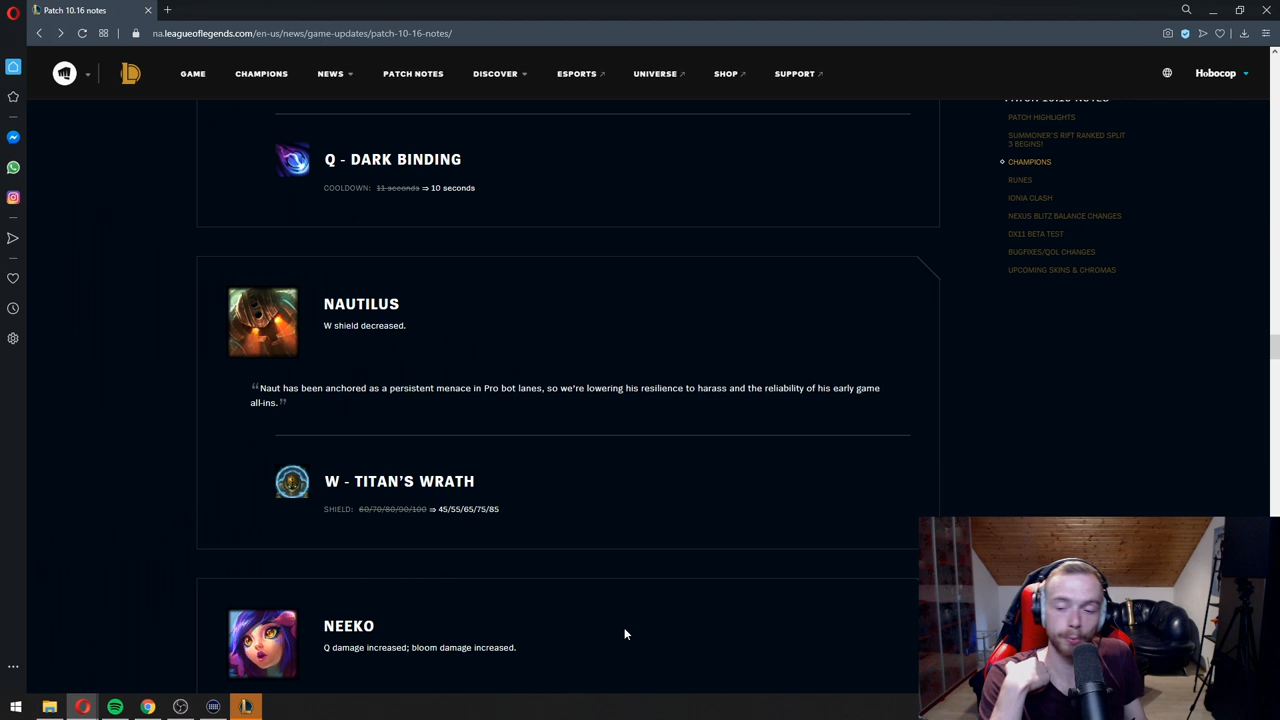 Patch 10.16 notes
na.leagueoflegends.com/en-us/news/game-updates/patch-10-16-notes/
GAME CHAMPIONS NEWS PATCH NOTES DISCOVER ESPORTS UNIVERSE SHOP SUPPORT Hobocop
PATCH 10.16 NOTES
PATCH HIGHLIGHTS
SUMMONER'S RIFT RANKED SPLIT
3 BEGINS!
CHAMPIONS
RUNES
IONIA CLASH
NEXUS BLITZ BALANCE CHANGES
DX11 BETA TEST
BUGFIXES/QOL CHANGES
UPCOMING SKINS & CHROMAS
Q - DARK BINDING
COOLDOWN: 11 seconds ⇒ 10 seconds
NAUTILUS
W shield decreased.
“Naut has been anchored as a persistent menace in Pro bot lanes, so we're lowering his resilience to harass and the reliability of his early game
all-ins.”
W - TITAN'S WRATH
SHIELD: 60/70/80/90/100 ⇒ 45/55/65/75/85
NEEKO
Q damage increased; bloom damage increased.